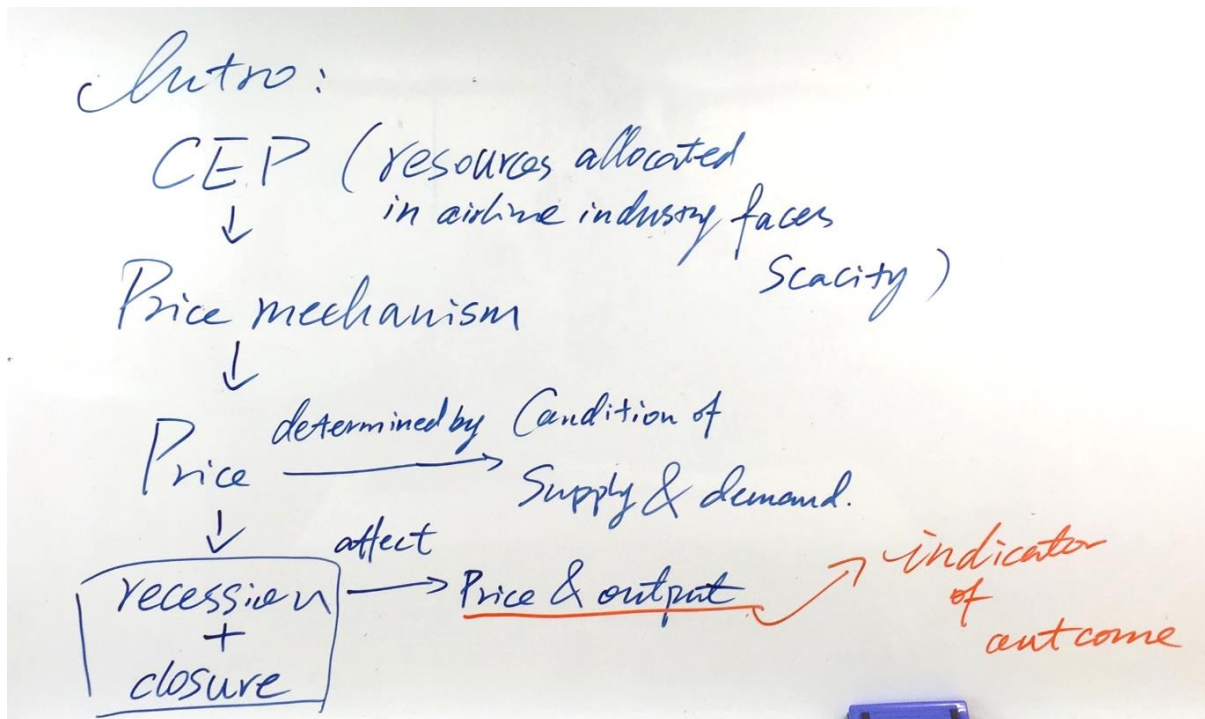 Intro:
CEP (resources allocated
in airline industry faces
Scacity)
↓
Price mechanism
↓
Price determined by → Condition of
Supply & demand.
↓
recession affect → Price & output → indicator
+ of
closure outcome